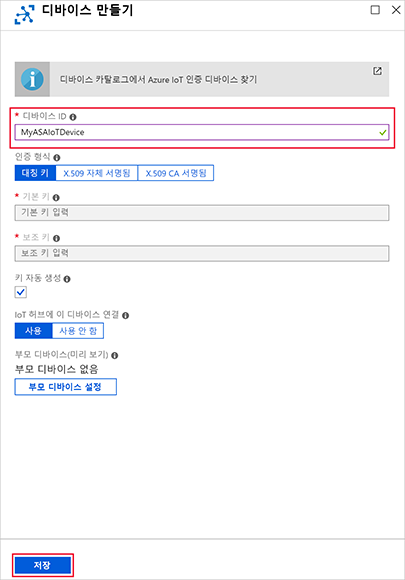 디바이스 만들기
디바이스 카탈로그에서 Azure IoT 인증 디바이스 찾기
* 디바이스 ID
MyASAIoTDevice
인증 형식
대칭 키 X.509 자체 서명됨 X.509 CA 서명됨
* 기본 키
기본 키 입력
* 보조 키
보조 키 입력
키 자동 생성
IoT 허브에 이 디바이스 연결
사용 사용 안 함
부모 디바이스(미리 보기)
부모 디바이스 없음
부모 디바이스 설정
저장